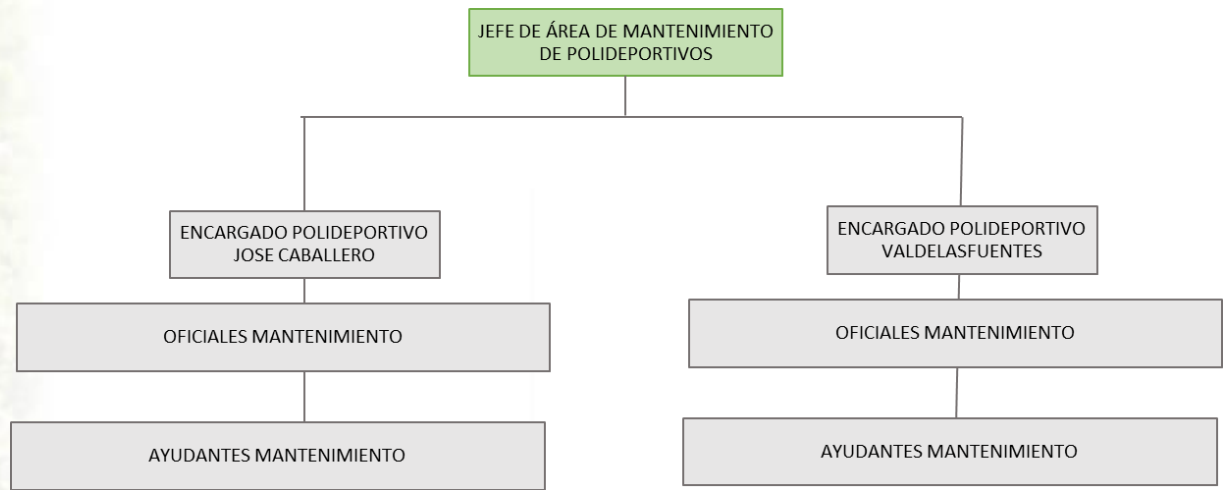 JEFE DE ÁREA DE MANTENIMIENTO
DE POLIDEPORTIVOS
ENCARGADO POLIDEPORTIVO
JOSE CABALLERO
ENCARGADO POLIDEPORTIVO
VALDELASFUENTES
OFICIALES MANTENIMIENTO
OFICIALES MANTENIMIENTO
AYUDANTES MANTENIMIENTO
AYUDANTES MANTENIMIENTO